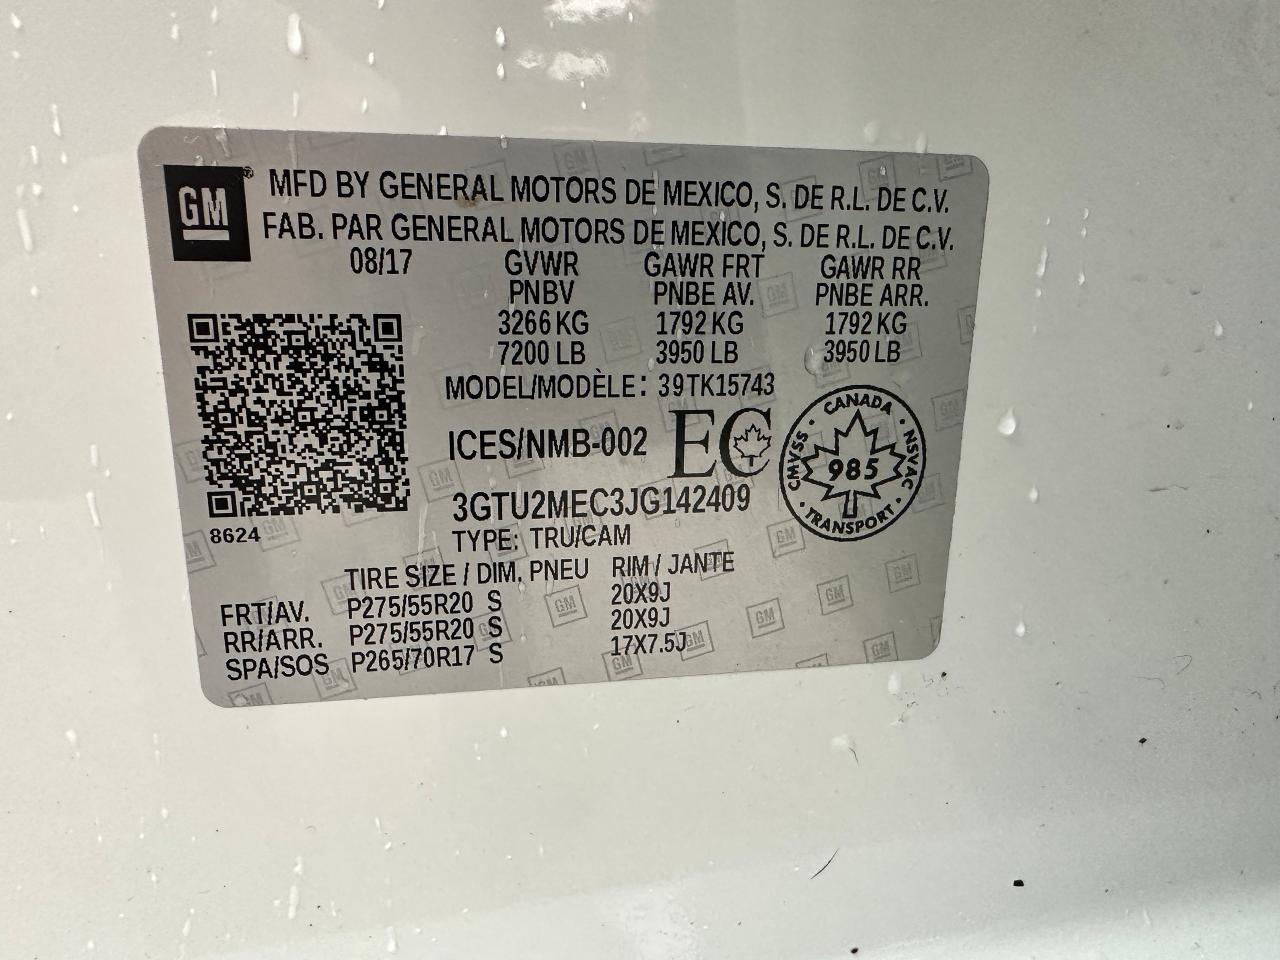 GM®
MFD BY GENERAL MOTORS DE MEXICO, S. DE R.L. DE C.V.
FAB. PAR GENERAL MOTORS DE MEXICO, S. DE R.L. DE C.V.
08/17 GVWR GAWR FRT GAWR RR
PNBV PNBE AV. PNBE ARR.
3266 KG 1792 KG 1792 KG
7200 LB 3950 LB 3950 LB
MODEL/MODÈLE: 39TK15743
ICES/NMB-002 EC
CANADA
CMVSS 985 NSVAC
TRANSPORT
3GTU2MEC3JG142409
8624
TYPE: TRU/CAM
TIRE SIZE / DIM. PNEU RIM / JANTE
FRT/AV. P275/55R20 S 20X9J
RR/ARR. P275/55R20 S 20X9J
SPA/SOS P265/70R17 S 17X7.5J